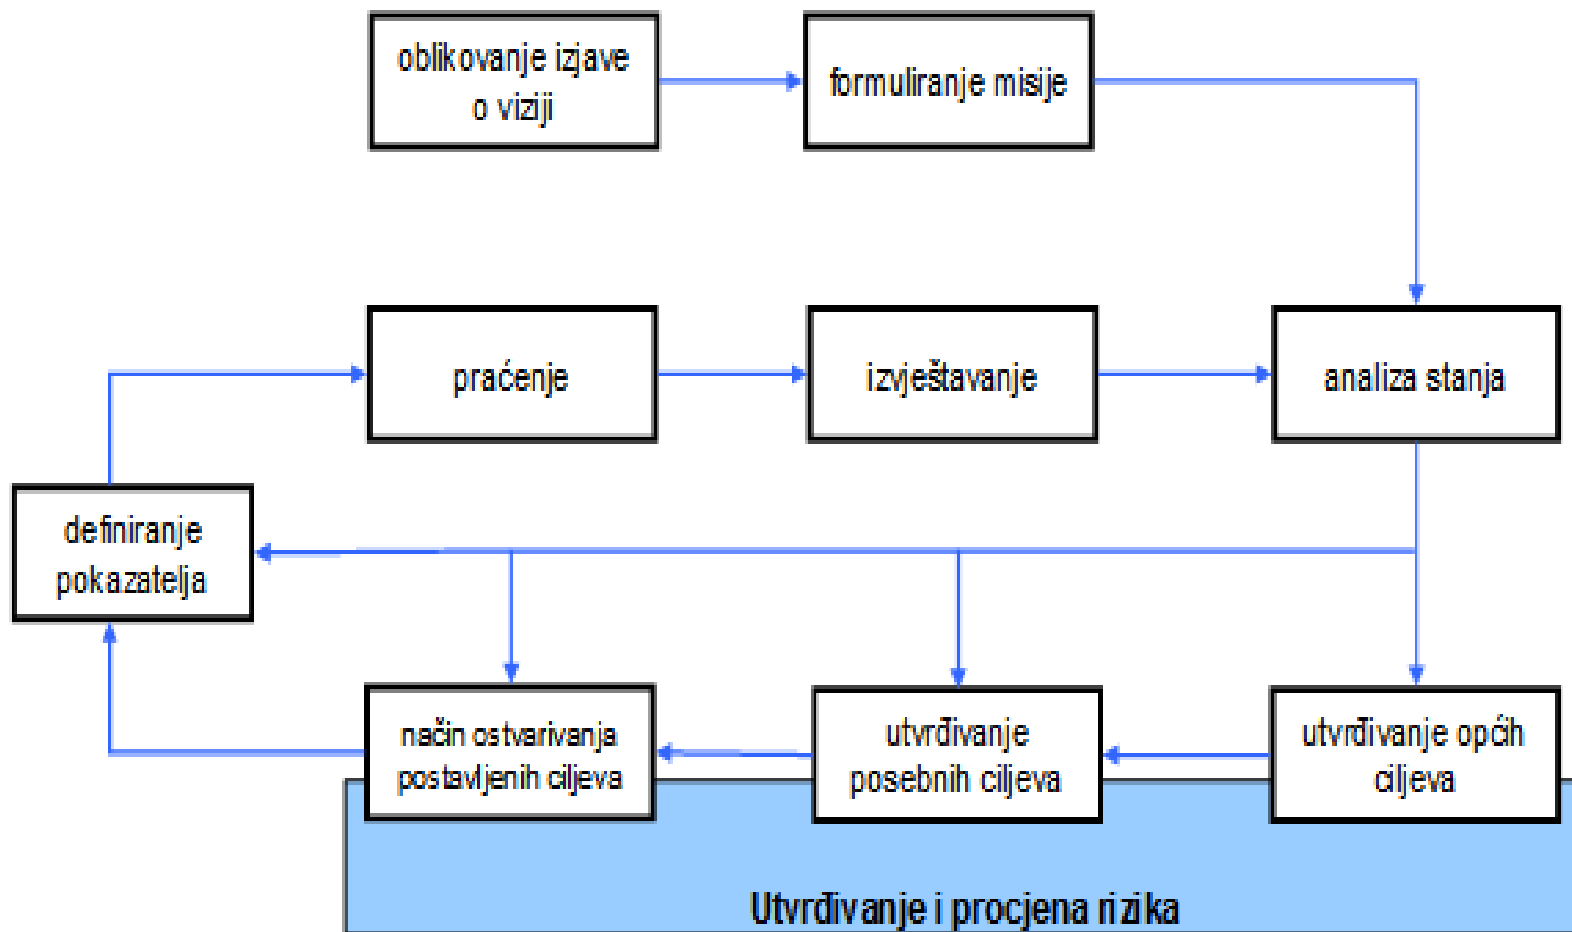 oblikovanje izjave
o viziji
formuliranje misije
praćenje
izvještavanje
analiza stanja
definiranje
pokazatelja
način ostvarivanja
postavljenih ciljeva
utvrđivanje
posebnih ciljeva
utvrđivanje općih
ciljeva
Utvrđivanje i procjena rizika